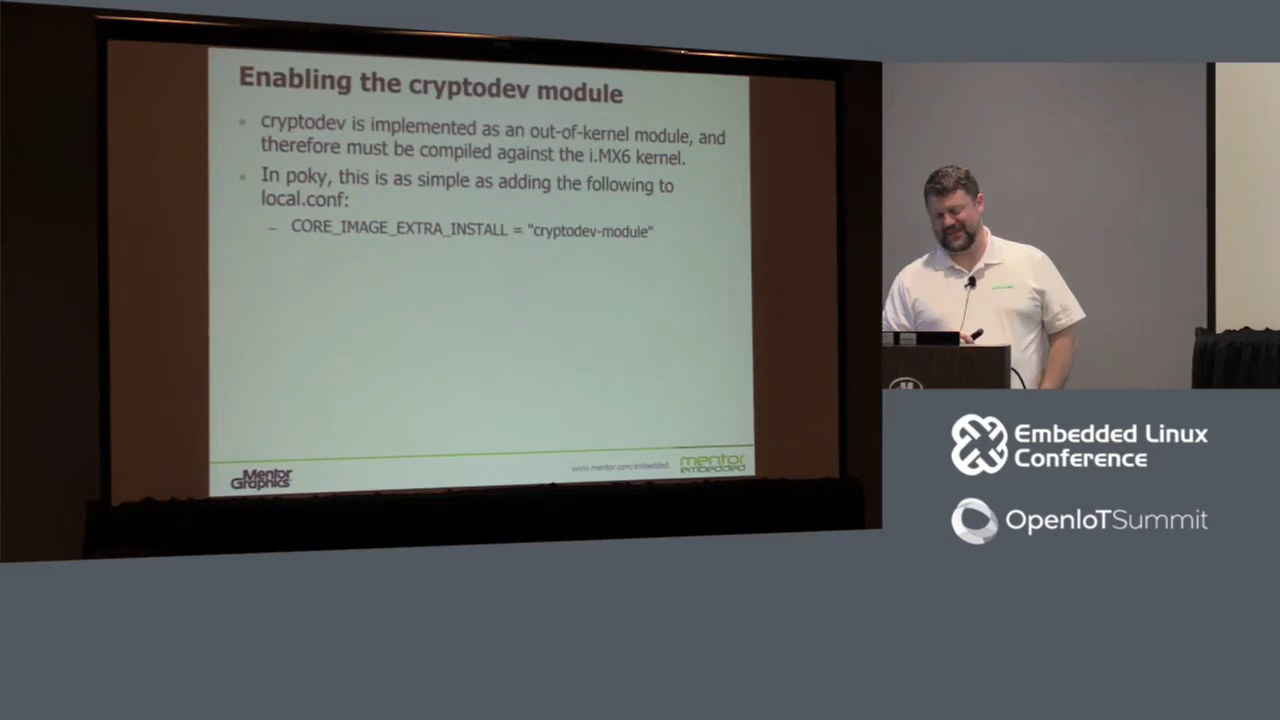 Enabling the cryptodev module
cryptodev is implemented as an out-of-kernel module, and
therefore must be compiled against the i.MX6 kernel.
In poky, this is as simple as adding the following to
local.conf:
– CORE_IMAGE_EXTRA_INSTALL = "cryptodev-module"
Mentor
Graphics
www.mentor.com/embedded
mentor
embedded
Embedded Linux
Conference
OpenIoTSummit